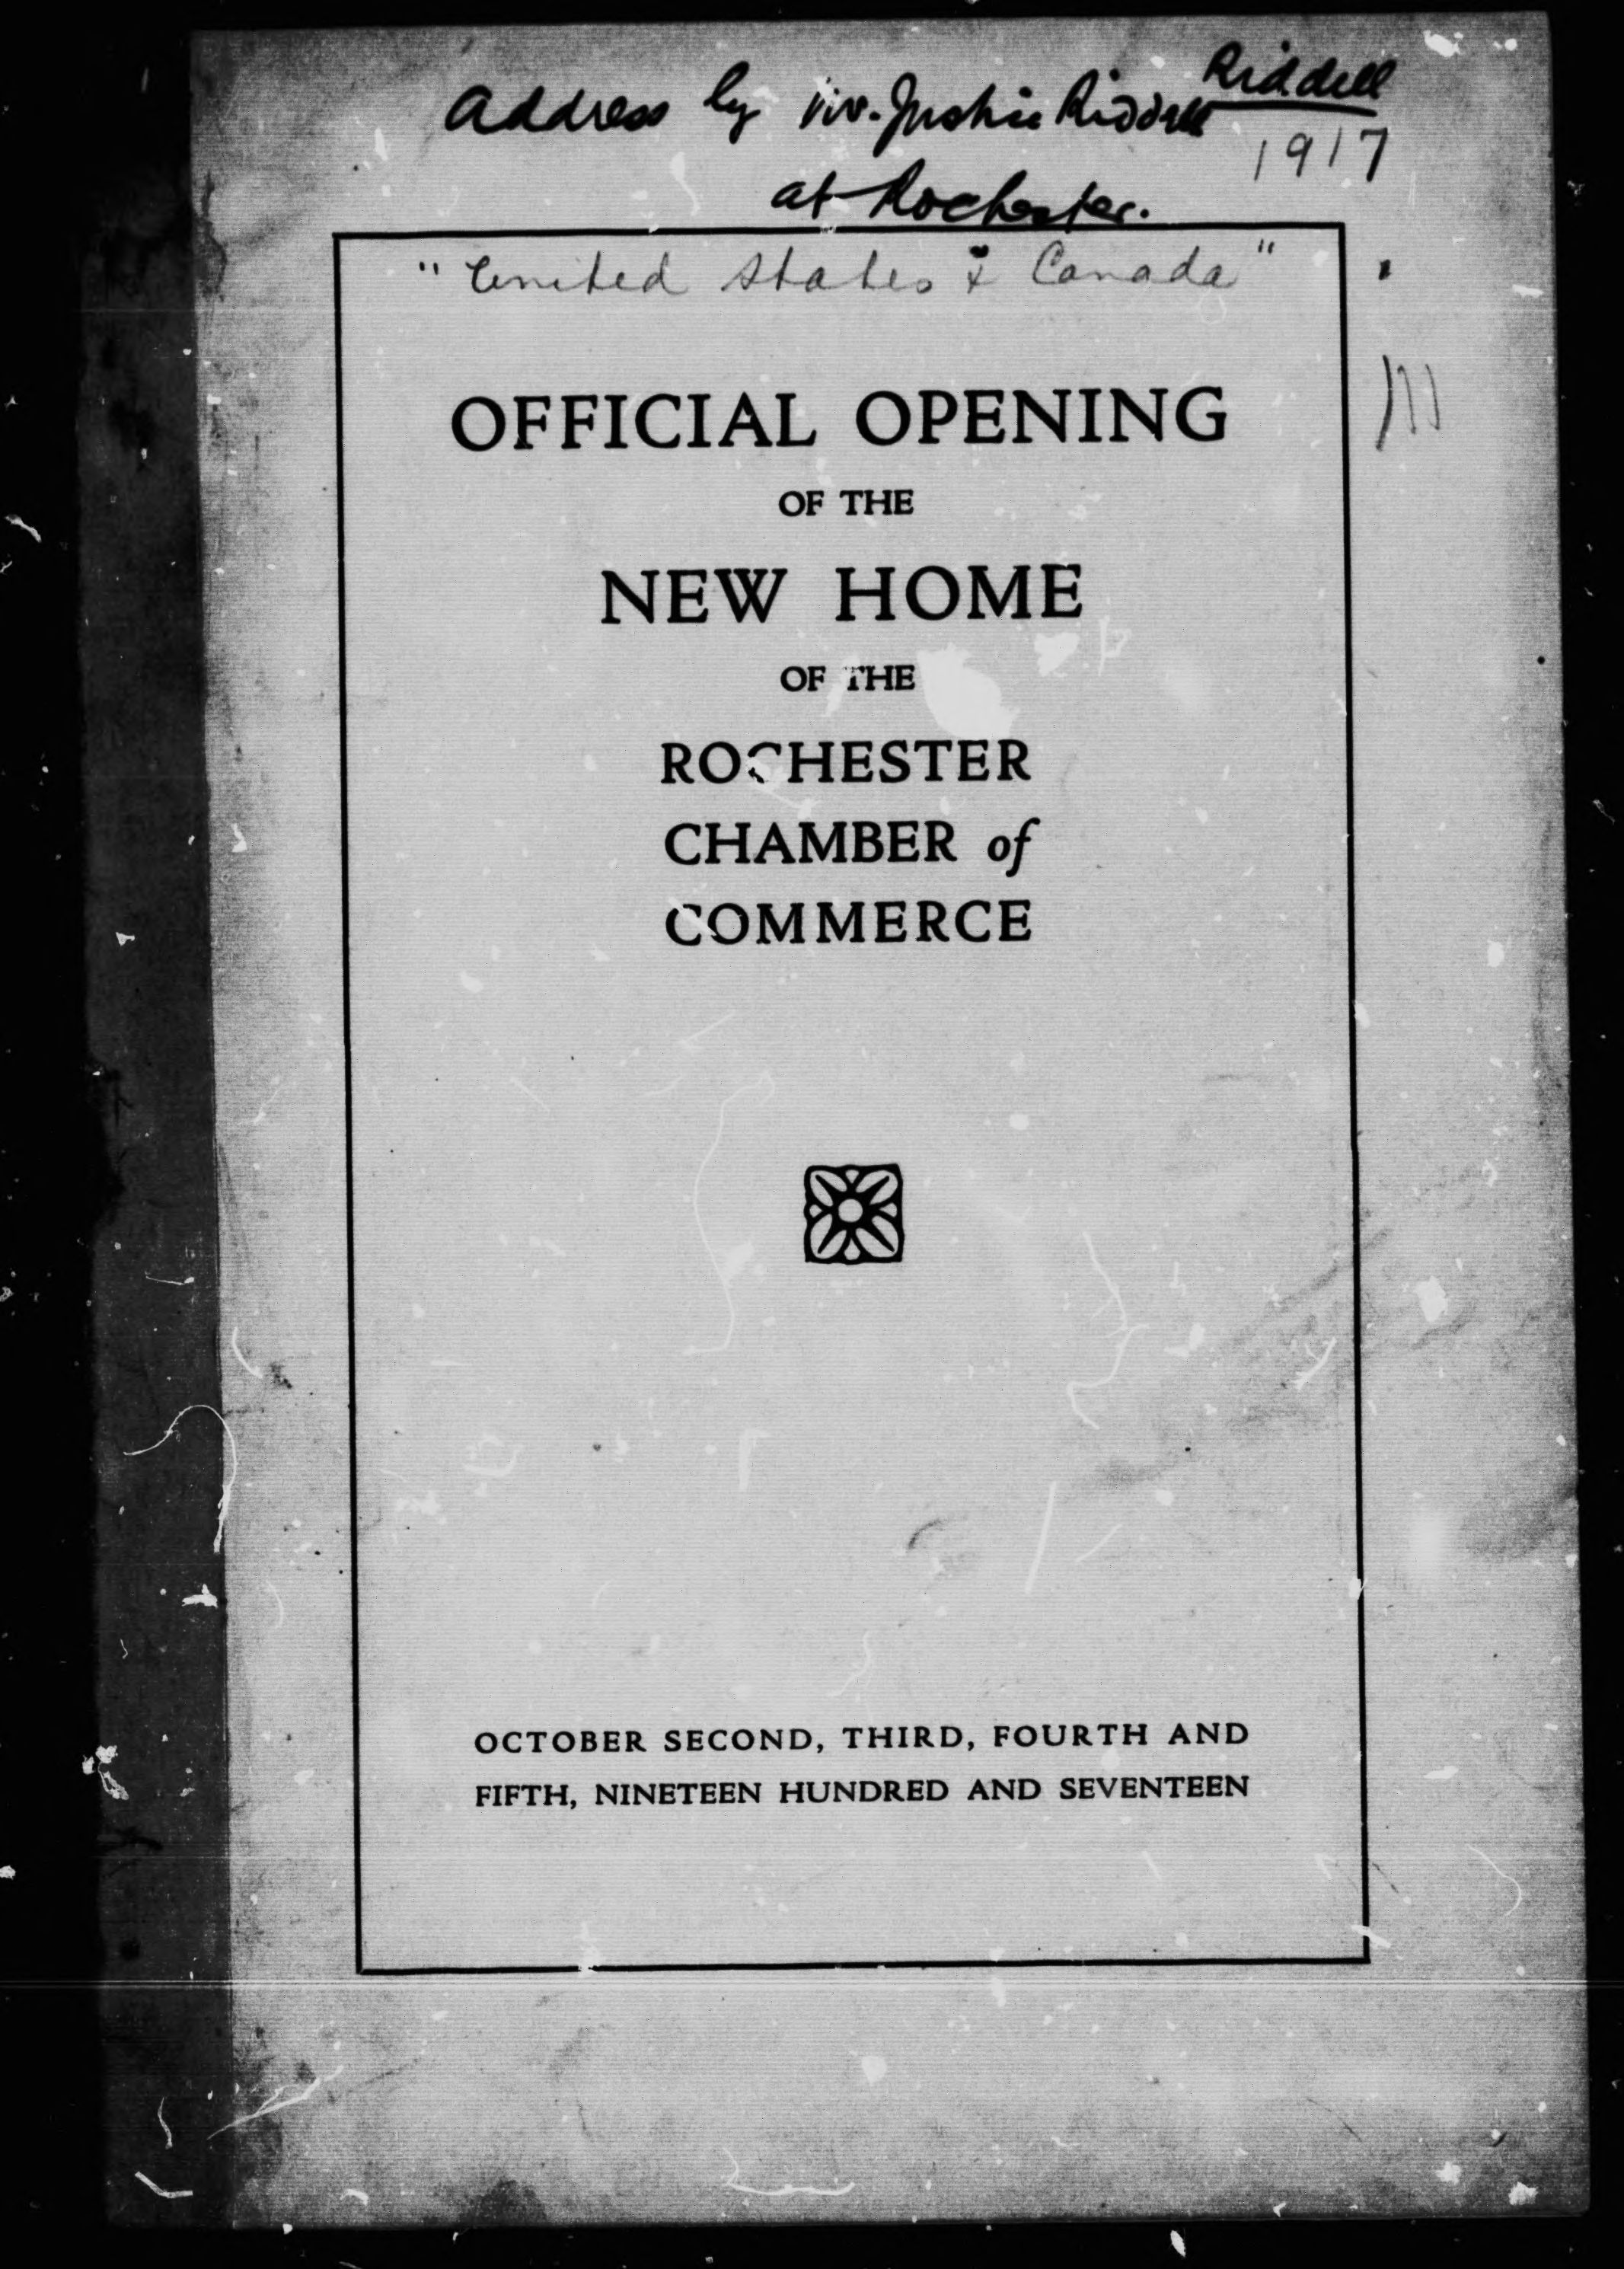 Riddell
Address by Mr. Justice Riddell
1917
at Rochester.
"United States & Canada"
OFFICIAL OPENING
OF THE
NEW HOME
OF THE
ROCHESTER
CHAMBER of
COMMERCE
OCTOBER SECOND, THIRD, FOURTH AND
FIFTH, NINETEEN HUNDRED AND SEVENTEEN